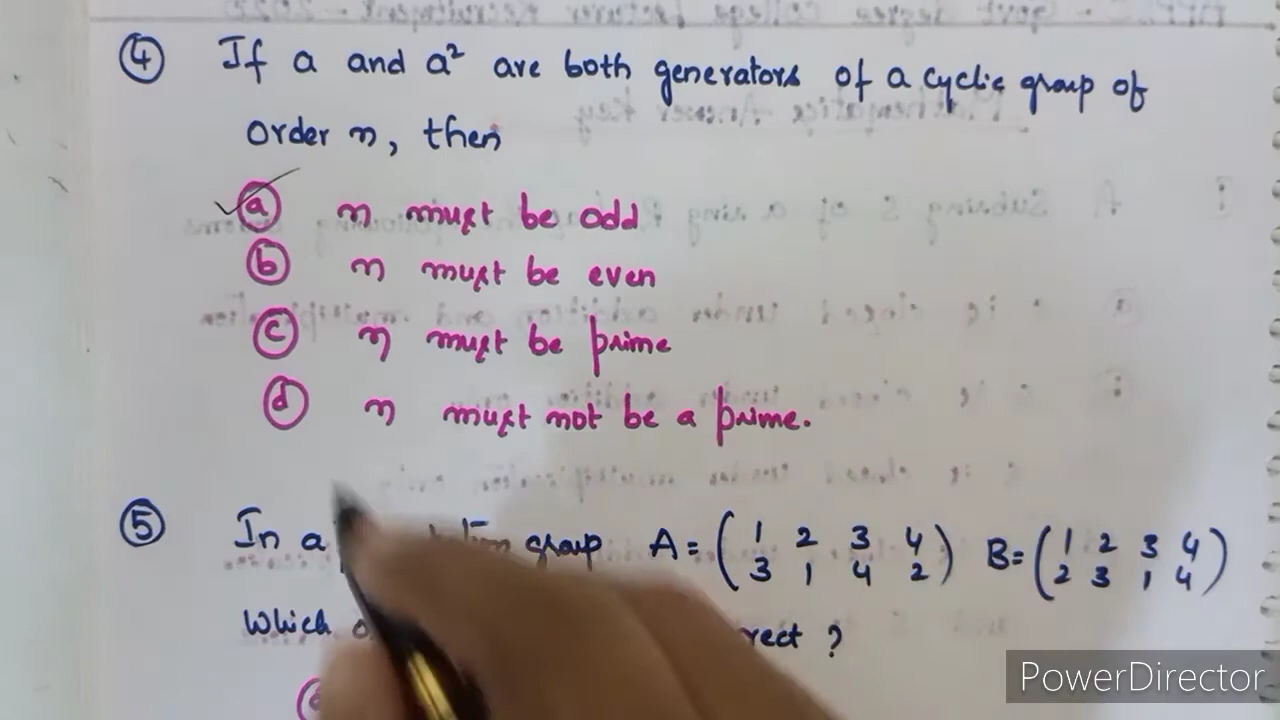 ④ If a and a² are both generators of a cyclic group of
order n, then
ⓐ n must be odd
ⓑ n must be even
ⓒ n must be prime
ⓓ n must not be a prime.
⑤ In a group A = ( 1 2 3 4 ) B = ( 1 2 3 4 )
3 1 4 2 2 3 1 4
Which ?
PowerDirector